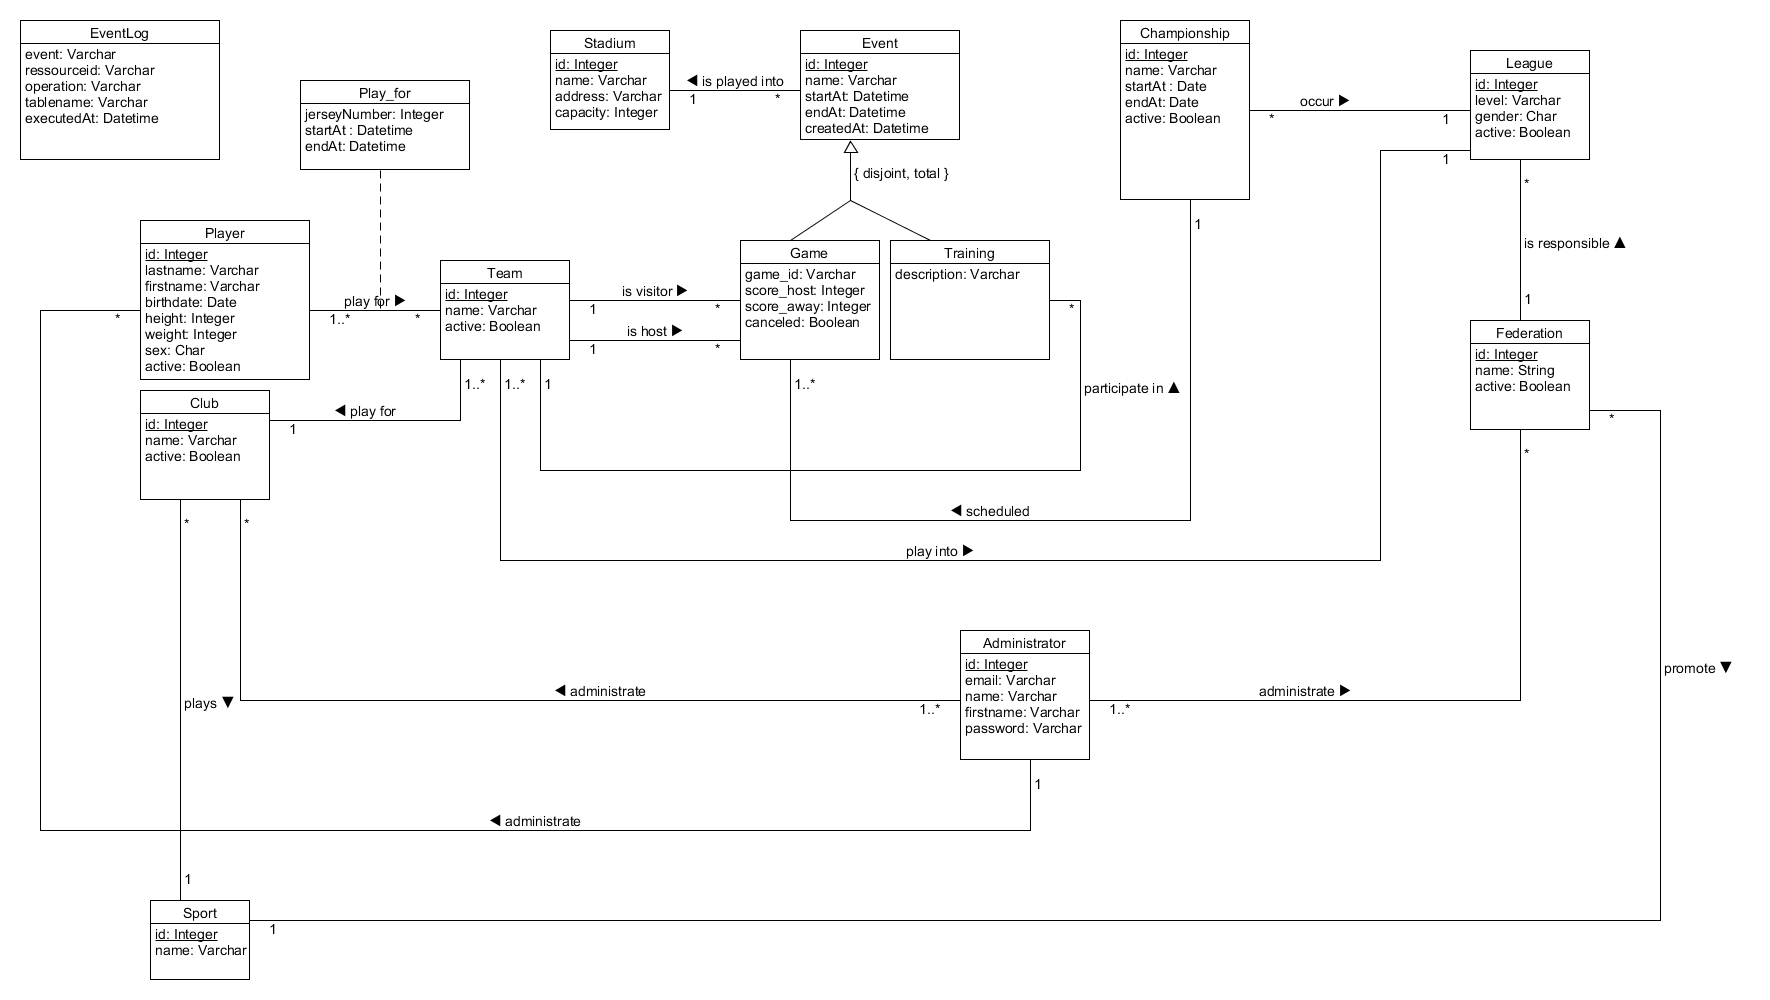 EventLog
event: Varchar
ressourceid: Varchar
operation: Varchar
tablename: Varchar
executedAt: Datetime
Play_for
jerseyNumber: Integer
startAt : Datetime
endAt: Datetime
Stadium
id: Integer
name: Varchar
address: Varchar
capacity: Integer
◀ is played into
1
*
Event
id: Integer
name: Varchar
startAt: Datetime
endAt: Datetime
createdAt: Datetime
{ disjoint, total }
Championship
id: Integer
name: Varchar
startAt : Date
endAt: Date
active: Boolean
occur ▶
*
1
League
id: Integer
level: Varchar
gender: Char
active: Boolean
1
*
is responsible ▲
1
1
Player
id: Integer
lastname: Varchar
firstname: Varchar
birthdate: Date
height: Integer
weight: Integer
sex: Char
active: Boolean
*
play for ▶
1..*
*
Team
id: Integer
name: Varchar
active: Boolean
is visitor ▶
1
*
is host ▶
1
*
Game
game_id: Varchar
score_host: Integer
score_away: Integer
canceled: Boolean
Training
description: Varchar
*
Federation
id: Integer
name: String
active: Boolean
*
*
Club
id: Integer
name: Varchar
active: Boolean
1..*
1..*
1
1..*
participate in ▲
◀ play for
1
◀ scheduled
play into ▶
*
*
Administrator
id: Integer
email: Varchar
name: Varchar
firstname: Varchar
password: Varchar
plays ▼
◀ administrate
1..*
administrate ▶
1..*
promote ▼
1
◀ administrate
1
Sport
id: Integer
name: Varchar
1